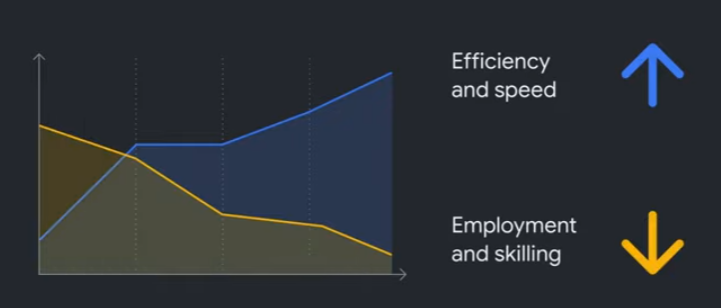 Efficiency
and speed
Employment
and skilling